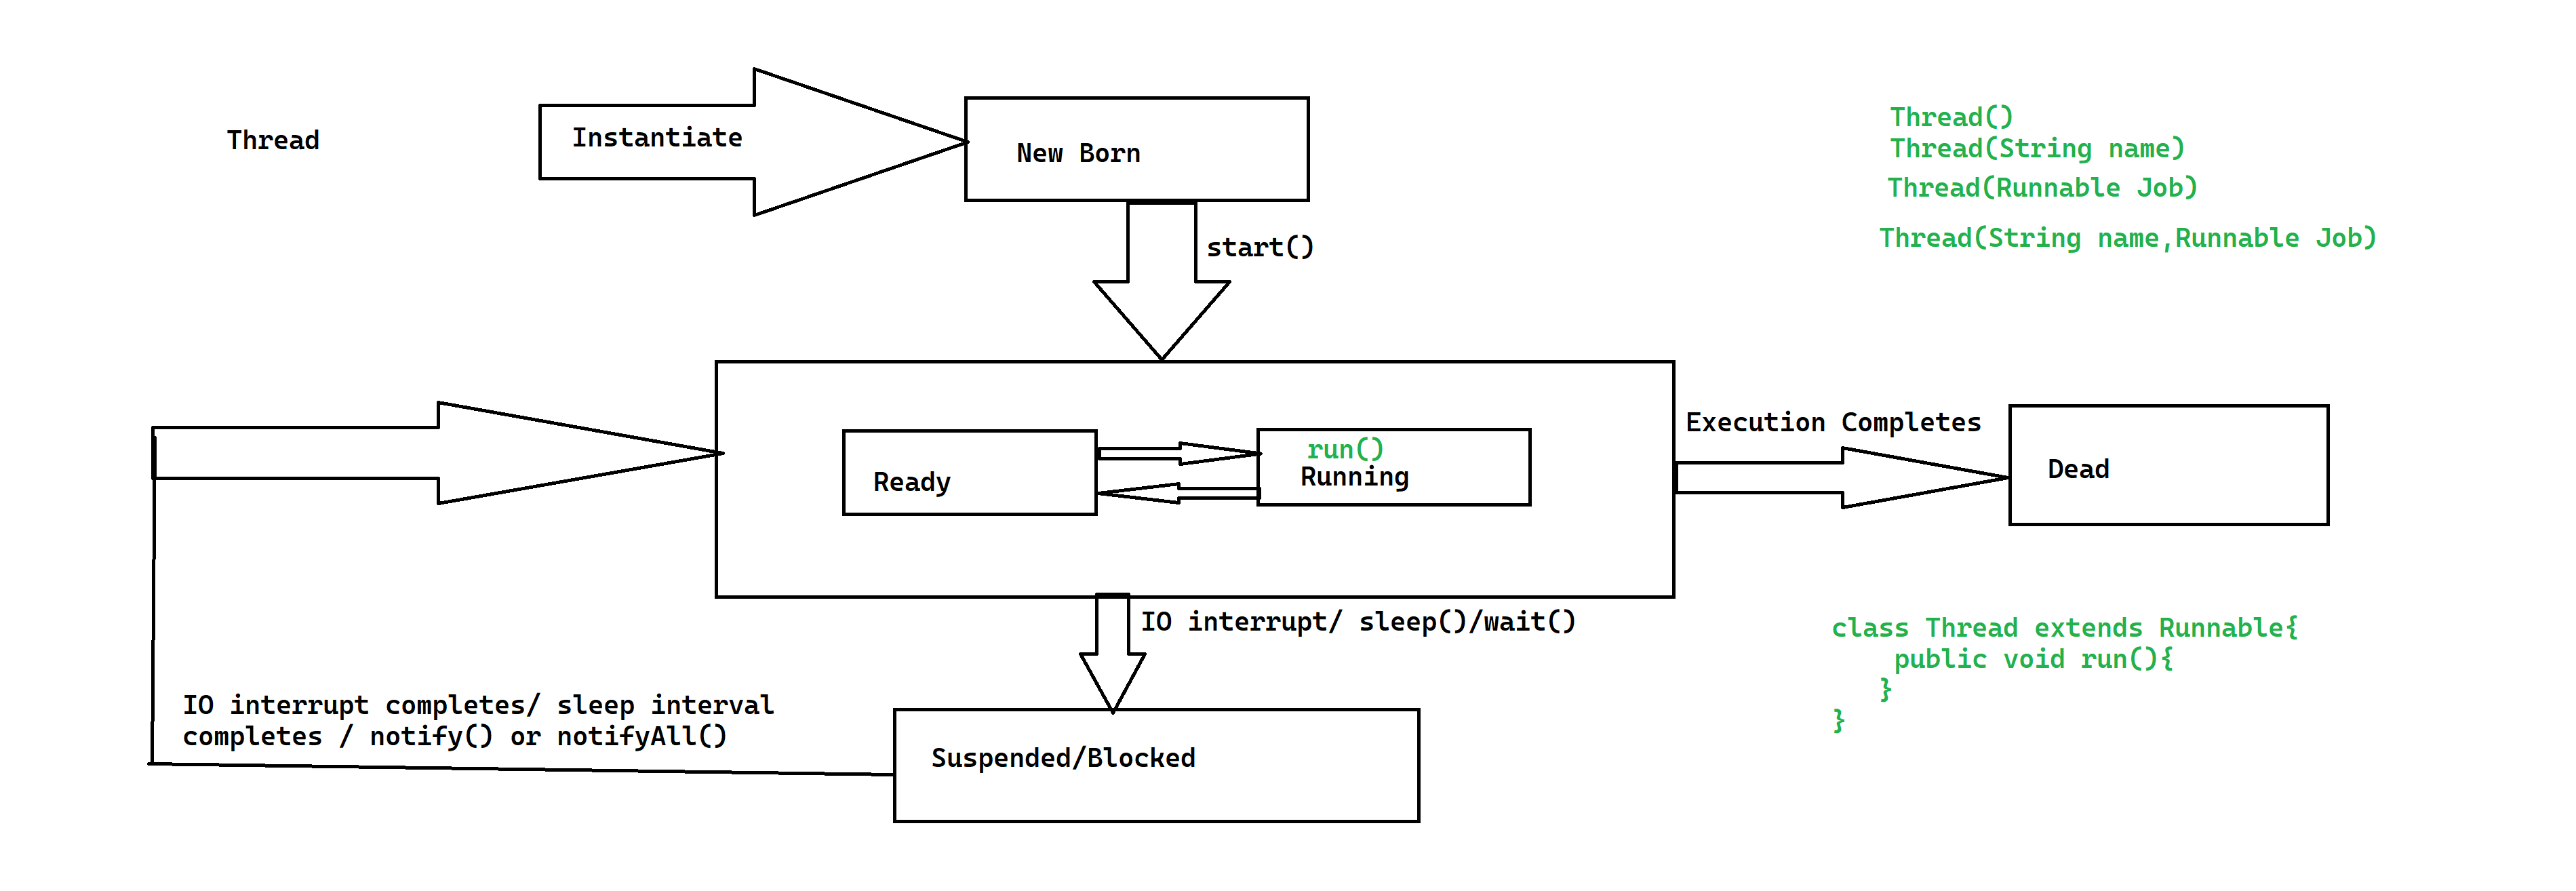 Thread
Instantiate
New Born
Thread()
Thread(String name)
Thread(Runnable Job)
Thread(String name,Runnable Job)
start()
Ready
run()
Running
Execution Completes
Dead
IO interrupt/ sleep()/wait()
class Thread extends Runnable{
public void run(){
}
}
IO interrupt completes/ sleep interval
completes / notify() or notifyAll()
Suspended/Blocked